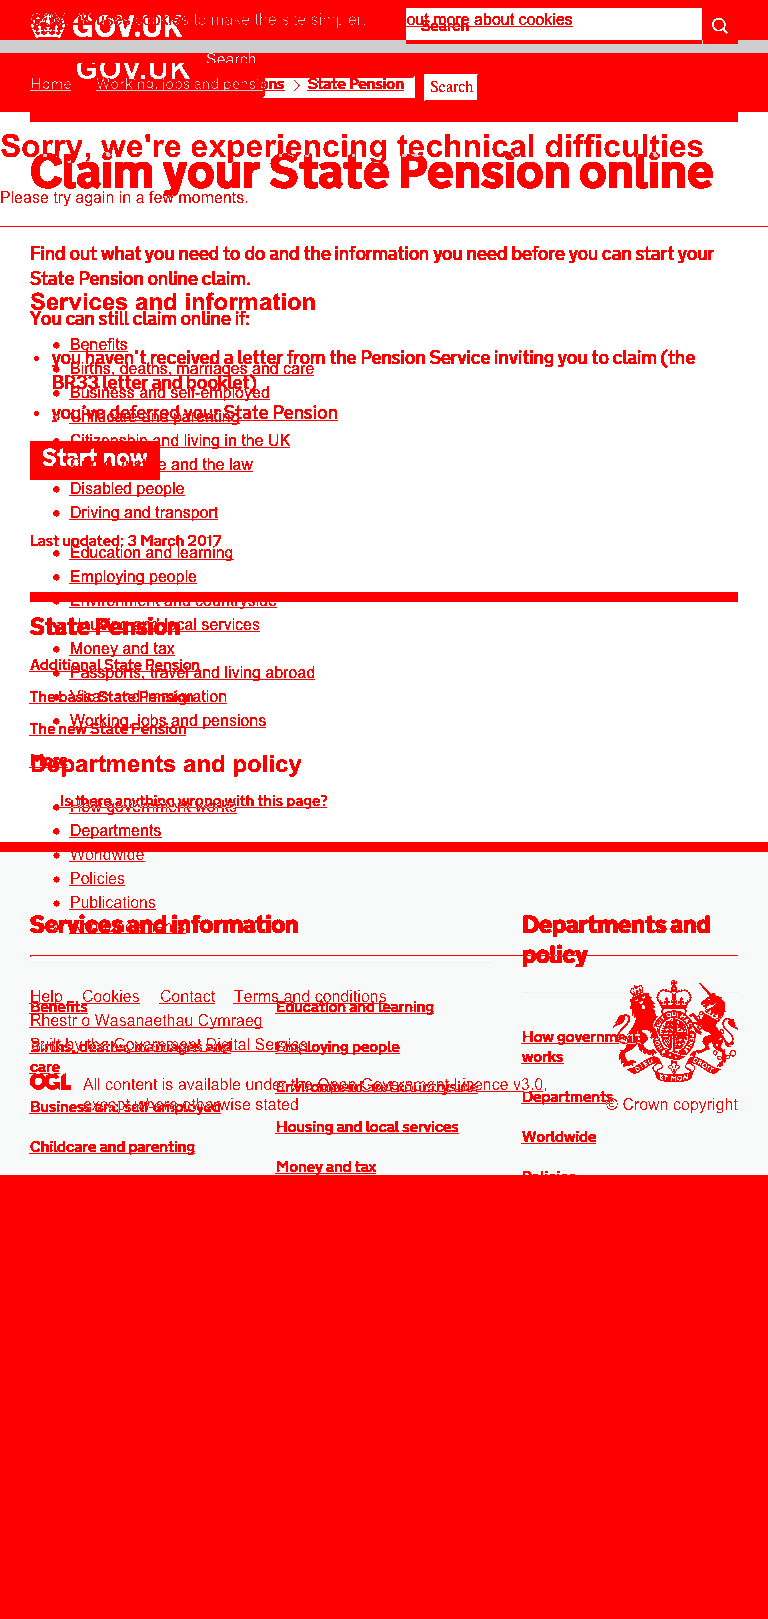 GOV.UK uses cookies to make the site simpler. out more about cookies
GOV.UK
Search
Search
GOV.UK
Home Working, jobs and pensions State Pension
Search
Sorry, we're experiencing technical difficulties
Claim your State Pension online
Please try again in a few moments.
Find out what you need to do and the information you need before you can start your
State Pension online claim.
Services and information
You can still claim online if:
Benefits
you haven't received a letter from the Pension Service inviting you to claim (the
Births, deaths, marriages and care
BR33 letter and booklet)
Business and self-employed
you've deferred your State Pension
Childcare and parenting
Citizenship and living in the UK
Start now
and the law
Disabled people
Driving and transport
Last updated: 3 March 2017
Education and learning
Employing people
Environment and countryside
State Pension
Housing and local services
Money and tax
Additional State Pension
Passports, travel and living abroad
The basic State Pension
Visas and immigration
Working, jobs and pensions
The new State Pension
More
Departments and policy
Is there anything wrong with this page?
How government works
Departments
Worldwide
Policies
Publications
Services and information
Departments and
policy
Help Cookies Contact Terms and conditions
Benefits
Education and learning
Rhestr o Wasanaethau Cymraeg
How government
works
Built by the Government Digital Service
Births, deaths, marriages and
care
Employing people
OGL All content is available under the Open Government Licence v3.0,
except where otherwise stated
Environment and countryside
Departments
© Crown copyright
Business and self-employed
Housing and local services
Worldwide
Childcare and parenting
Money and tax
Policies